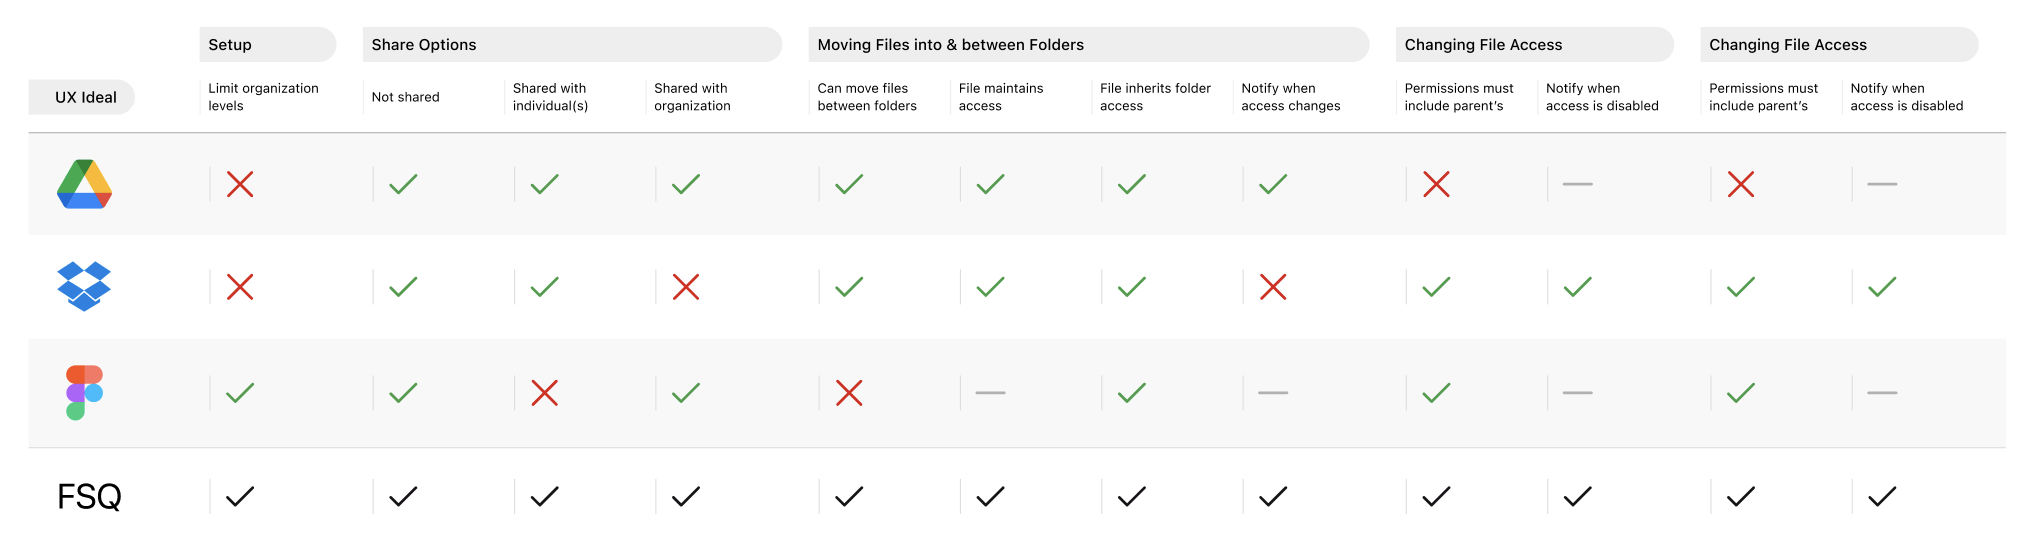 Setup
Share Options
Moving Files into & between Folders
Changing File Access
Changing File Access
UX Ideal
Limit organization
levels
Not shared
Shared with
individual(s)
Shared with
organization
Can move files
between folders
File maintains
access
File inherits folder
access
Notify when
access changes
Permissions must
include parent's
Notify when
access is disabled
Permissions must
include parent's
Notify when
access is disabled
FSQ